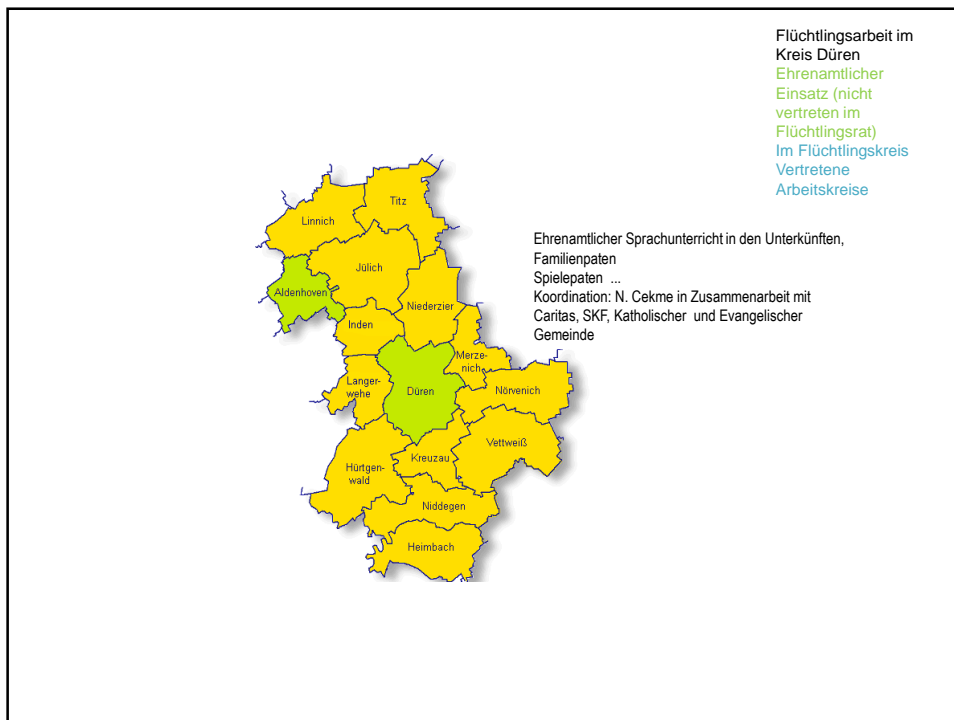 Flüchtlingsarbeit im
Kreis Düren
Ehrenamtlicher
Einsatz (nicht
vertreten im
Flüchtlingsrat)
Im Flüchtlingskreis
Vertretene
Arbeitskreise
Titz
Linnich
Jülich
Aldenhoven
Niederzier
Inden
Merze-
nich
Langer-
wehe
Düren
Nörvenich
Vettweiß
Kreuzau
Hürtgen-
wald
Niddegen
Heimbach
Ehrenamtlicher Sprachunterricht in den Unterkünften,
Familienpaten
Spielepaten ...
Koordination: N. Cekme in Zusammenarbeit mit
Caritas, SKF, Katholischer und Evangelischer
Gemeinde